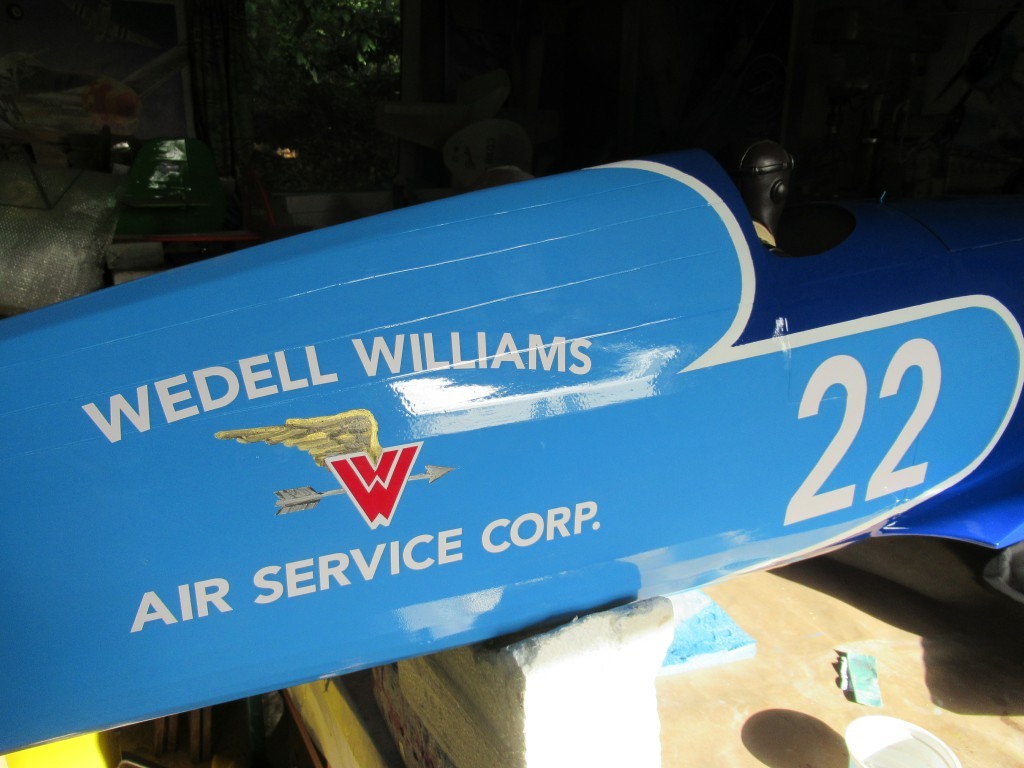 WEDELL WILLIAMS
W
AIR SERVICE CORP.
22